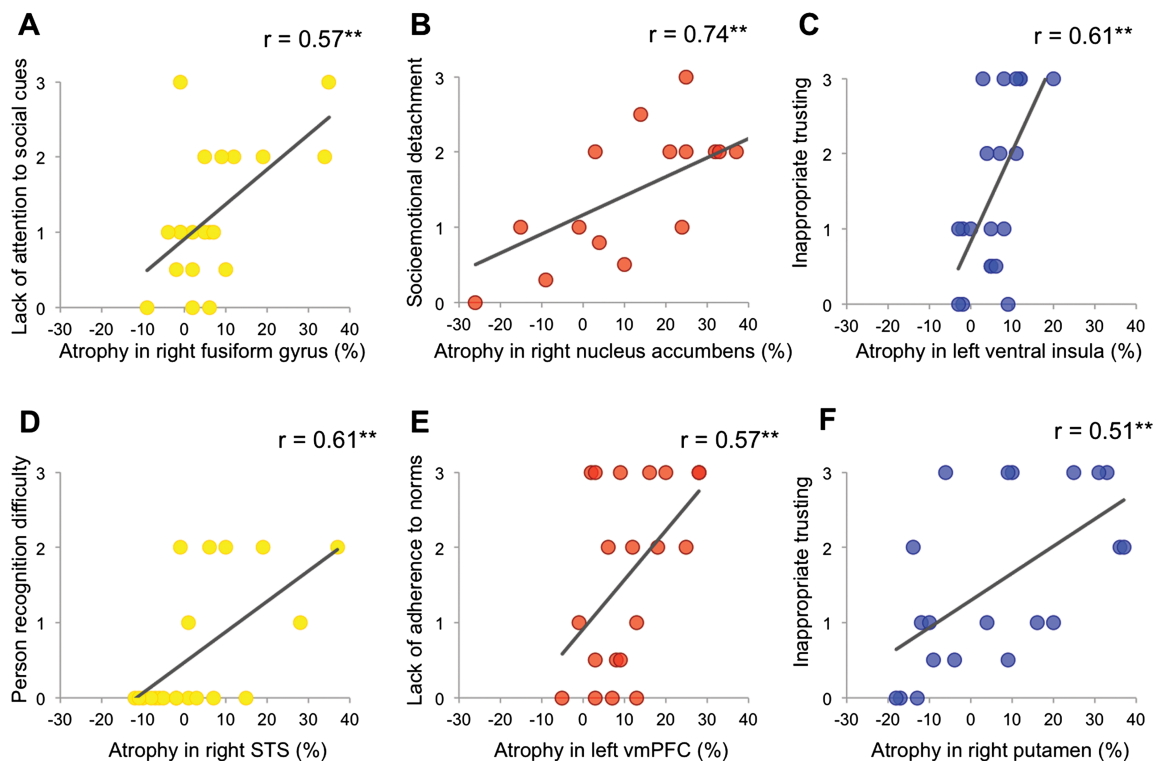 A
r = 0.57**
Lack of attention to social cues
3
2
1
0
-30 -20 -10 0 10 20 30 40
Atrophy in right fusiform gyrus (%)
B
r = 0.74**
Socioemotional detachment
3
2
1
0
-30 -20 -10 0 10 20 30 40
Atrophy in right nucleus accumbens (%)
C
r = 0.61**
Inappropriate trusting
3
2
1
0
-30 -20 -10 0 10 20 30 40
Atrophy in left ventral insula (%)
D
r = 0.61**
Person recognition difficulty
3
2
1
0
-30 -20 -10 0 10 20 30 40
Atrophy in right STS (%)
E
r = 0.57**
Lack of adherence to norms
3
2
1
0
-30 -20 -10 0 10 20 30 40
Atrophy in left vmPFC (%)
F
r = 0.51**
Inappropriate trusting
3
2
1
0
-30 -20 -10 0 10 20 30 40
Atrophy in right putamen (%)